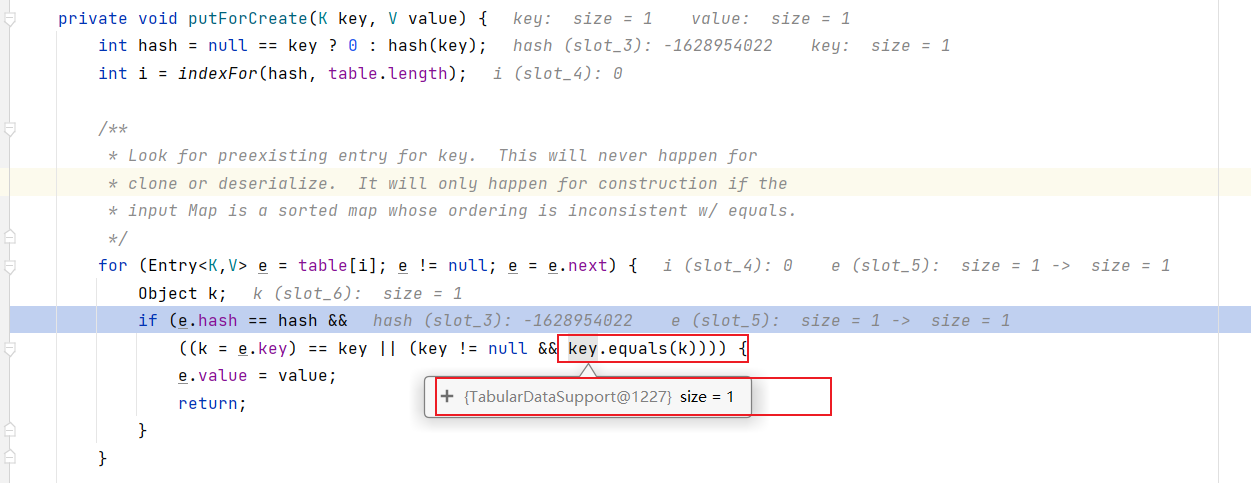 private void putForCreate(K key, V value) { key: size = 1 value: size = 1
int hash = null == key ? 0 : hash(key); hash (slot_3): -1628954022 key: size = 1
int i = indexFor(hash, table.length); i (slot_4): 0
/**
* Look for preexisting entry for key. This will never happen for
* clone or deserialize. It will only happen for construction if the
* input Map is a sorted map whose ordering is inconsistent w/ equals.
*/
for (Entry<K,V> e = table[i]; e != null; e = e.next) { i (slot_4): 0 e (slot_5): size = 1 -> size = 1
Object k; k (slot_6): size = 1
if (e.hash == hash && hash (slot_3): -1628954022 e (slot_5): size = 1 -> size = 1
((k = e.key) == key || (key != null && key.equals(k)))) {
e.value = value;
+ {TabularDataSupport@1227} size = 1
return;
}
}